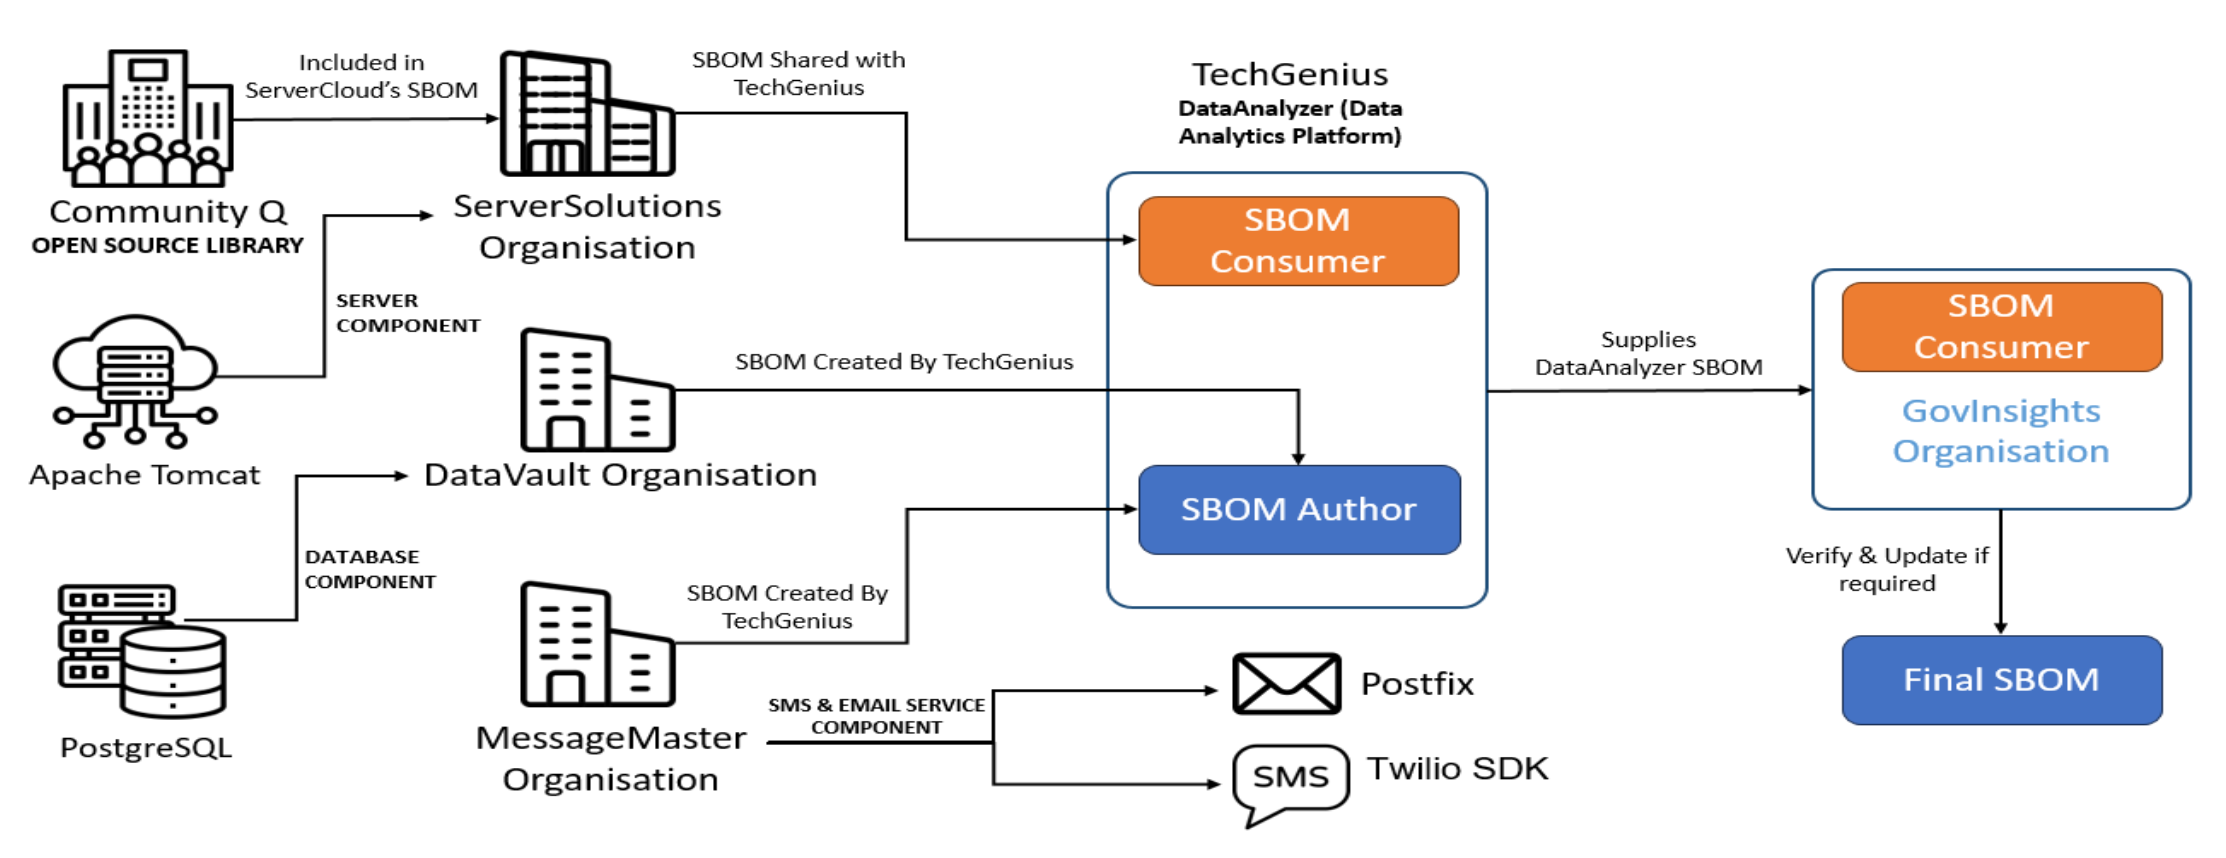 Included in
ServerCloud's SBOM
SBOM Shared with
TechGenius
TechGenius
DataAnalyzer (Data
Analytics Platform)
Community Q
OPEN SOURCE LIBRARY
ServerSolutions
Organisation
SBOM
Consumer
SERVER
COMPONENT
Apache Tomcat
SBOM Created By TechGenius
DataVault Organisation
SBOM Author
Supplies
DataAnalyzer SBOM
SBOM
Consumer
GovInsights
Organisation
DATABASE
COMPONENT
PostgreSQL
SBOM Created By
TechGenius
MessageMaster
Organisation
SMS & EMAIL SERVICE
COMPONENT
Postfix
SMS
Twilio SDK
Verify & Update if
required
Final SBOM